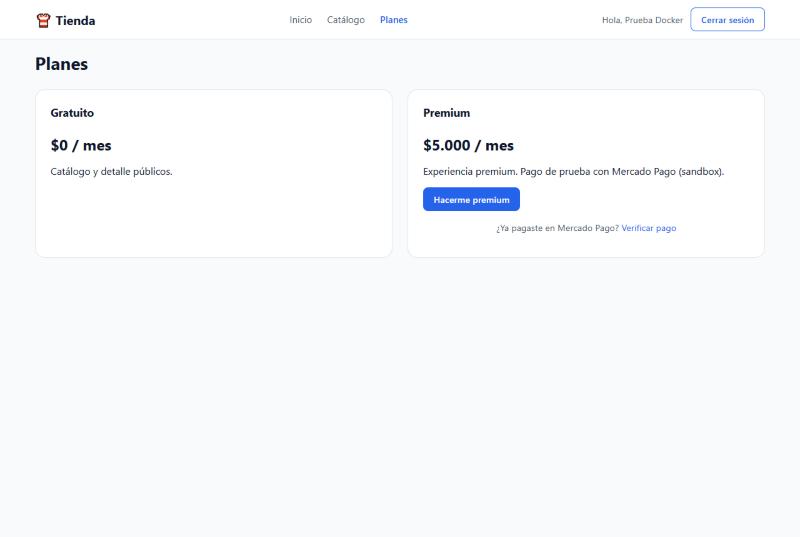 Tienda
Inicio Catálogo Planes
Hola, Prueba Docker
Cerrar sesión
Planes
Gratuito
$0 / mes
Catálogo y detalle públicos.
Premium
$5.000 / mes
Experiencia premium. Pago de prueba con Mercado Pago (sandbox).
Hacerme premium
¿Ya pagaste en Mercado Pago? Verificar pago